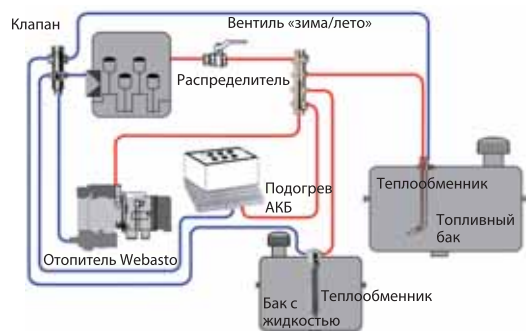 Клапан
Вентиль «зима/лето»
Распределитель
Подогрев
АКБ
Теплообменник
Топливный
бак
Отопитель Webasto
Бак с
жидкостью
Теплообменник